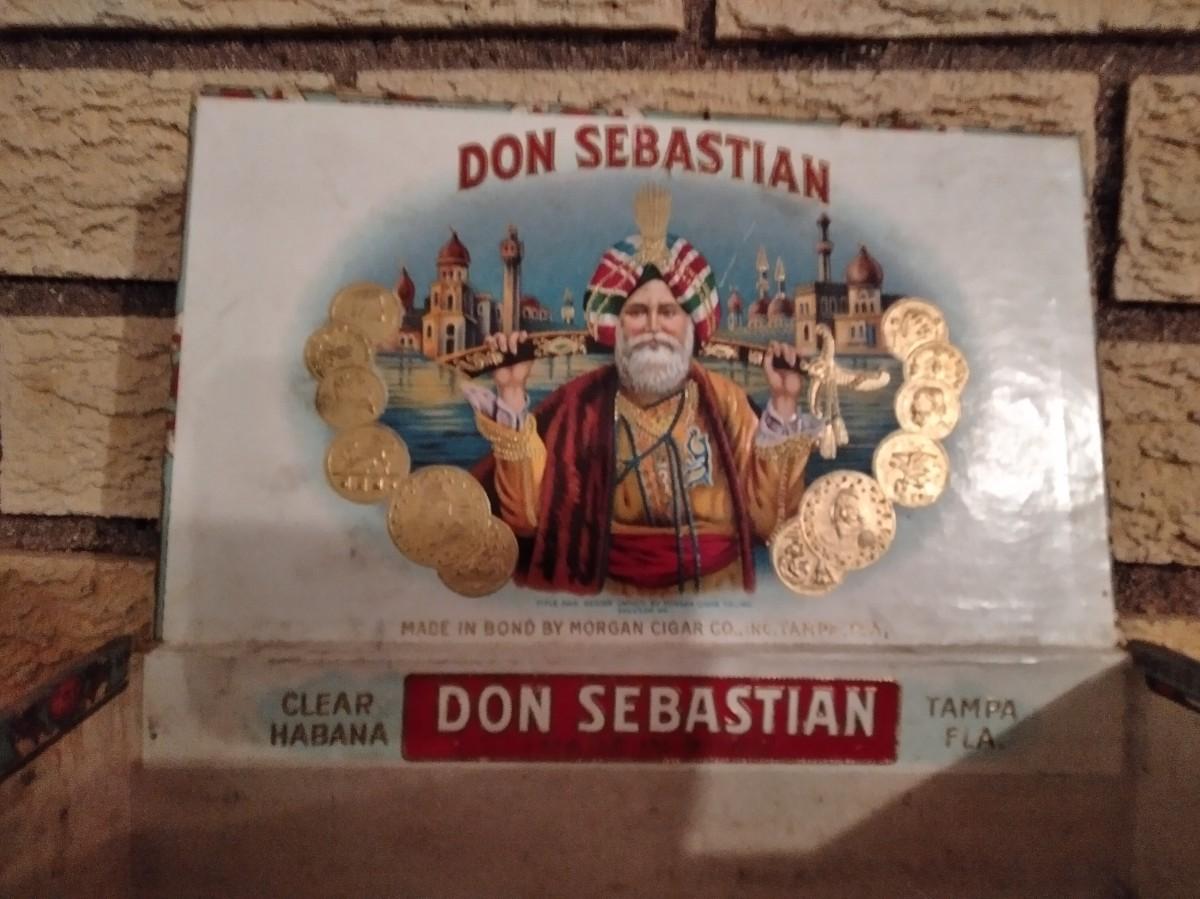 DON SEBASTIAN
MADE IN BOND BY MORGAN CIGAR CO., INC. TAMPA, FLA.
CLEAR
HABANA
DON SEBASTIAN
TAMPA
FLA.